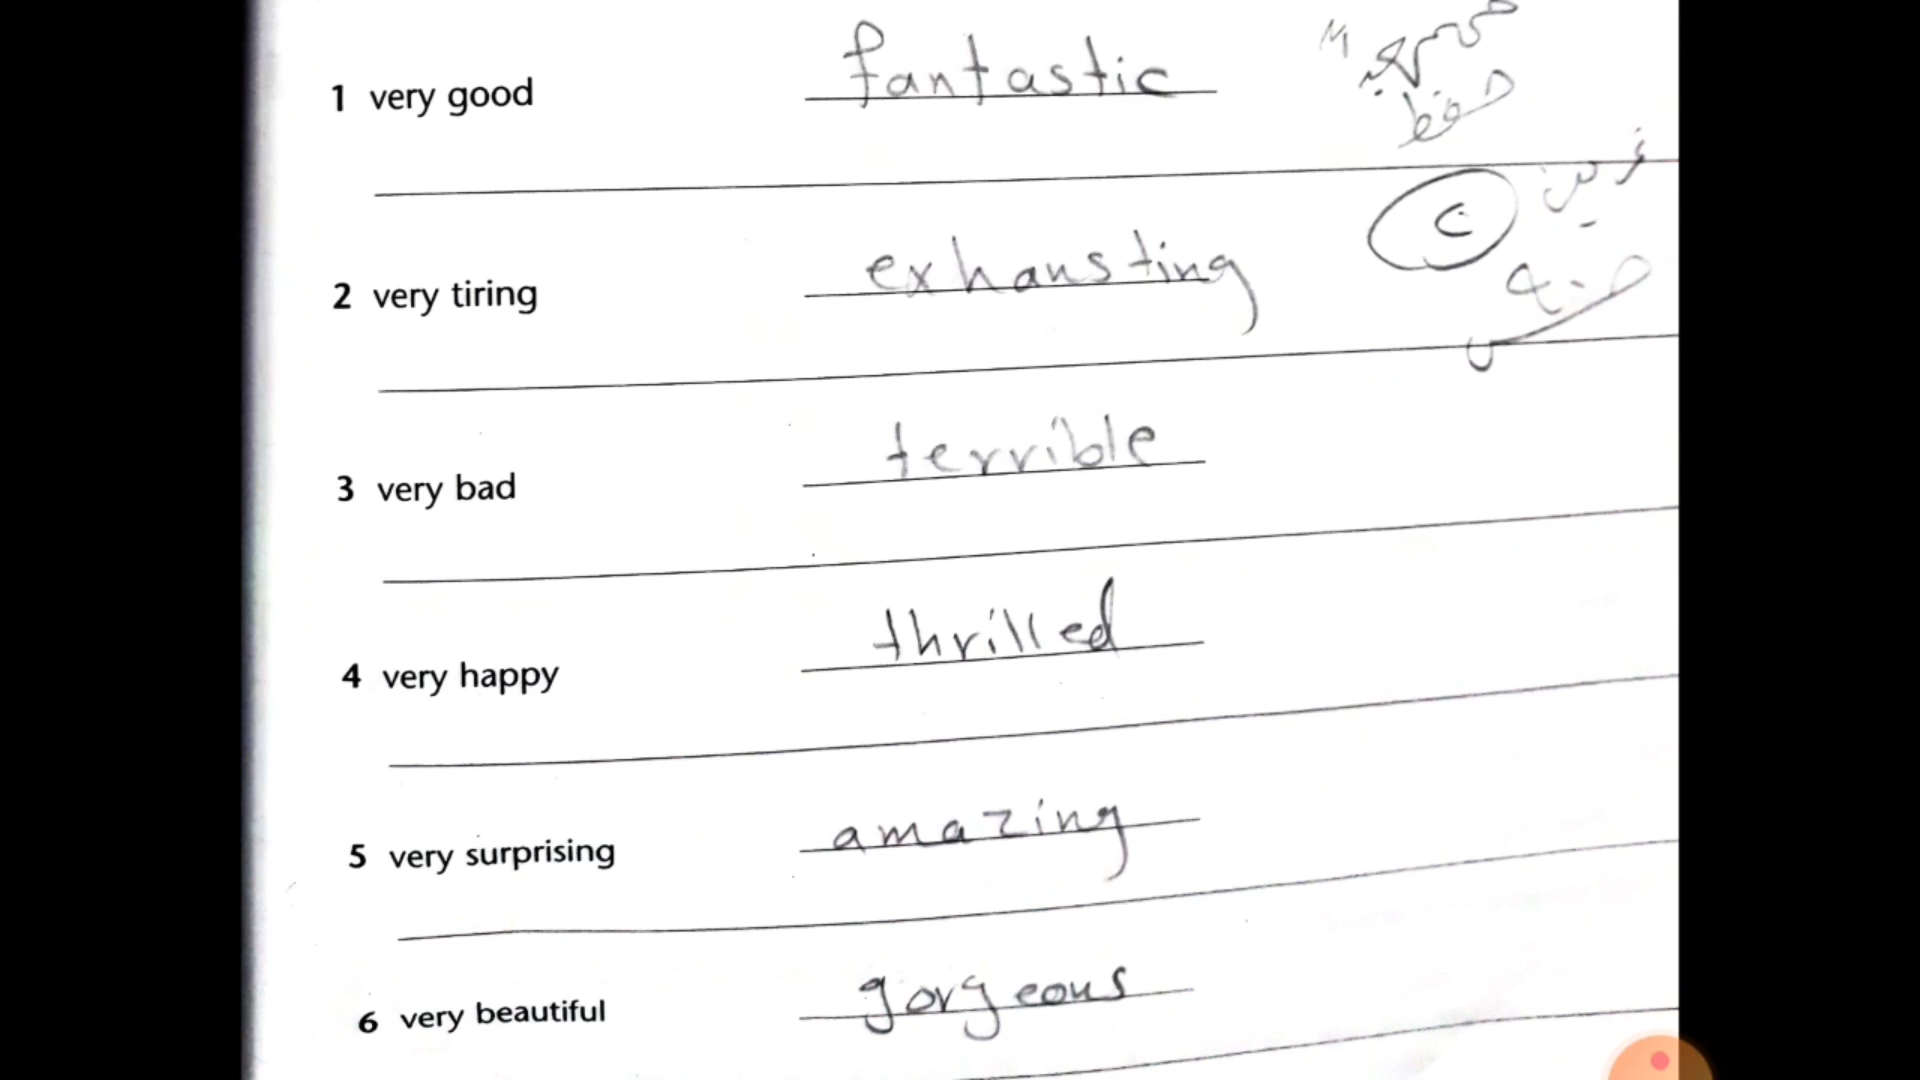 1 very good fantastic
حفظ
2 very tiring exhausting
3 very bad terrible
4 very happy thrilled
5 very surprising amazing
6 very beautiful gorgeous